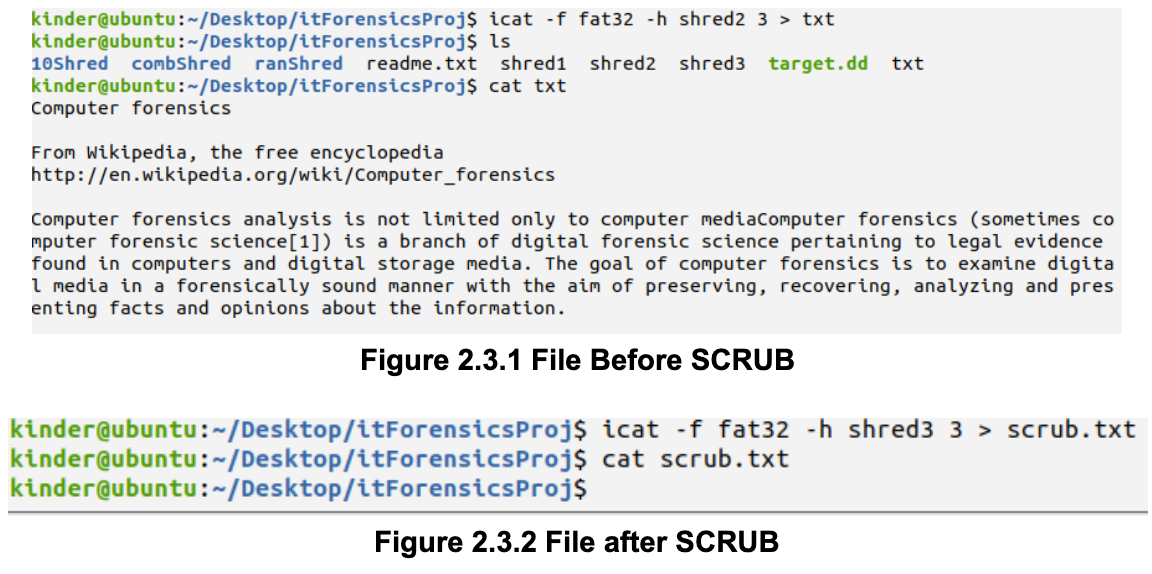 kinder@ubuntu:~/Desktop/itForensicsProj$ icat -f fat32 -h shred2 3 > txt
kinder@ubuntu:~/Desktop/itForensicsProj$ ls
10Shred  combShred  ranShred  readme.txt  shred1  shred2  shred3  target.dd  txt
kinder@ubuntu:~/Desktop/itForensicsProj$ cat txt
Computer forensics
From Wikipedia, the free encyclopedia
http://en.wikipedia.org/wiki/Computer_forensics
Computer forensics analysis is not limited only to computer mediaComputer forensics (sometimes co
mputer forensic science[1]) is a branch of digital forensic science pertaining to legal evidence
found in computers and digital storage media. The goal of computer forensics is to examine digita
l media in a forensically sound manner with the aim of preserving, recovering, analyzing and pres
enting facts and opinions about the information.
Figure 2.3.1 File Before SCRUB
kinder@ubuntu:~/Desktop/itForensicsProj$ icat -f fat32 -h shred3 3 > scrub.txt
kinder@ubuntu:~/Desktop/itForensicsProj$ cat scrub.txt
kinder@ubuntu:~/Desktop/itForensicsProj$
Figure 2.3.2 File after SCRUB